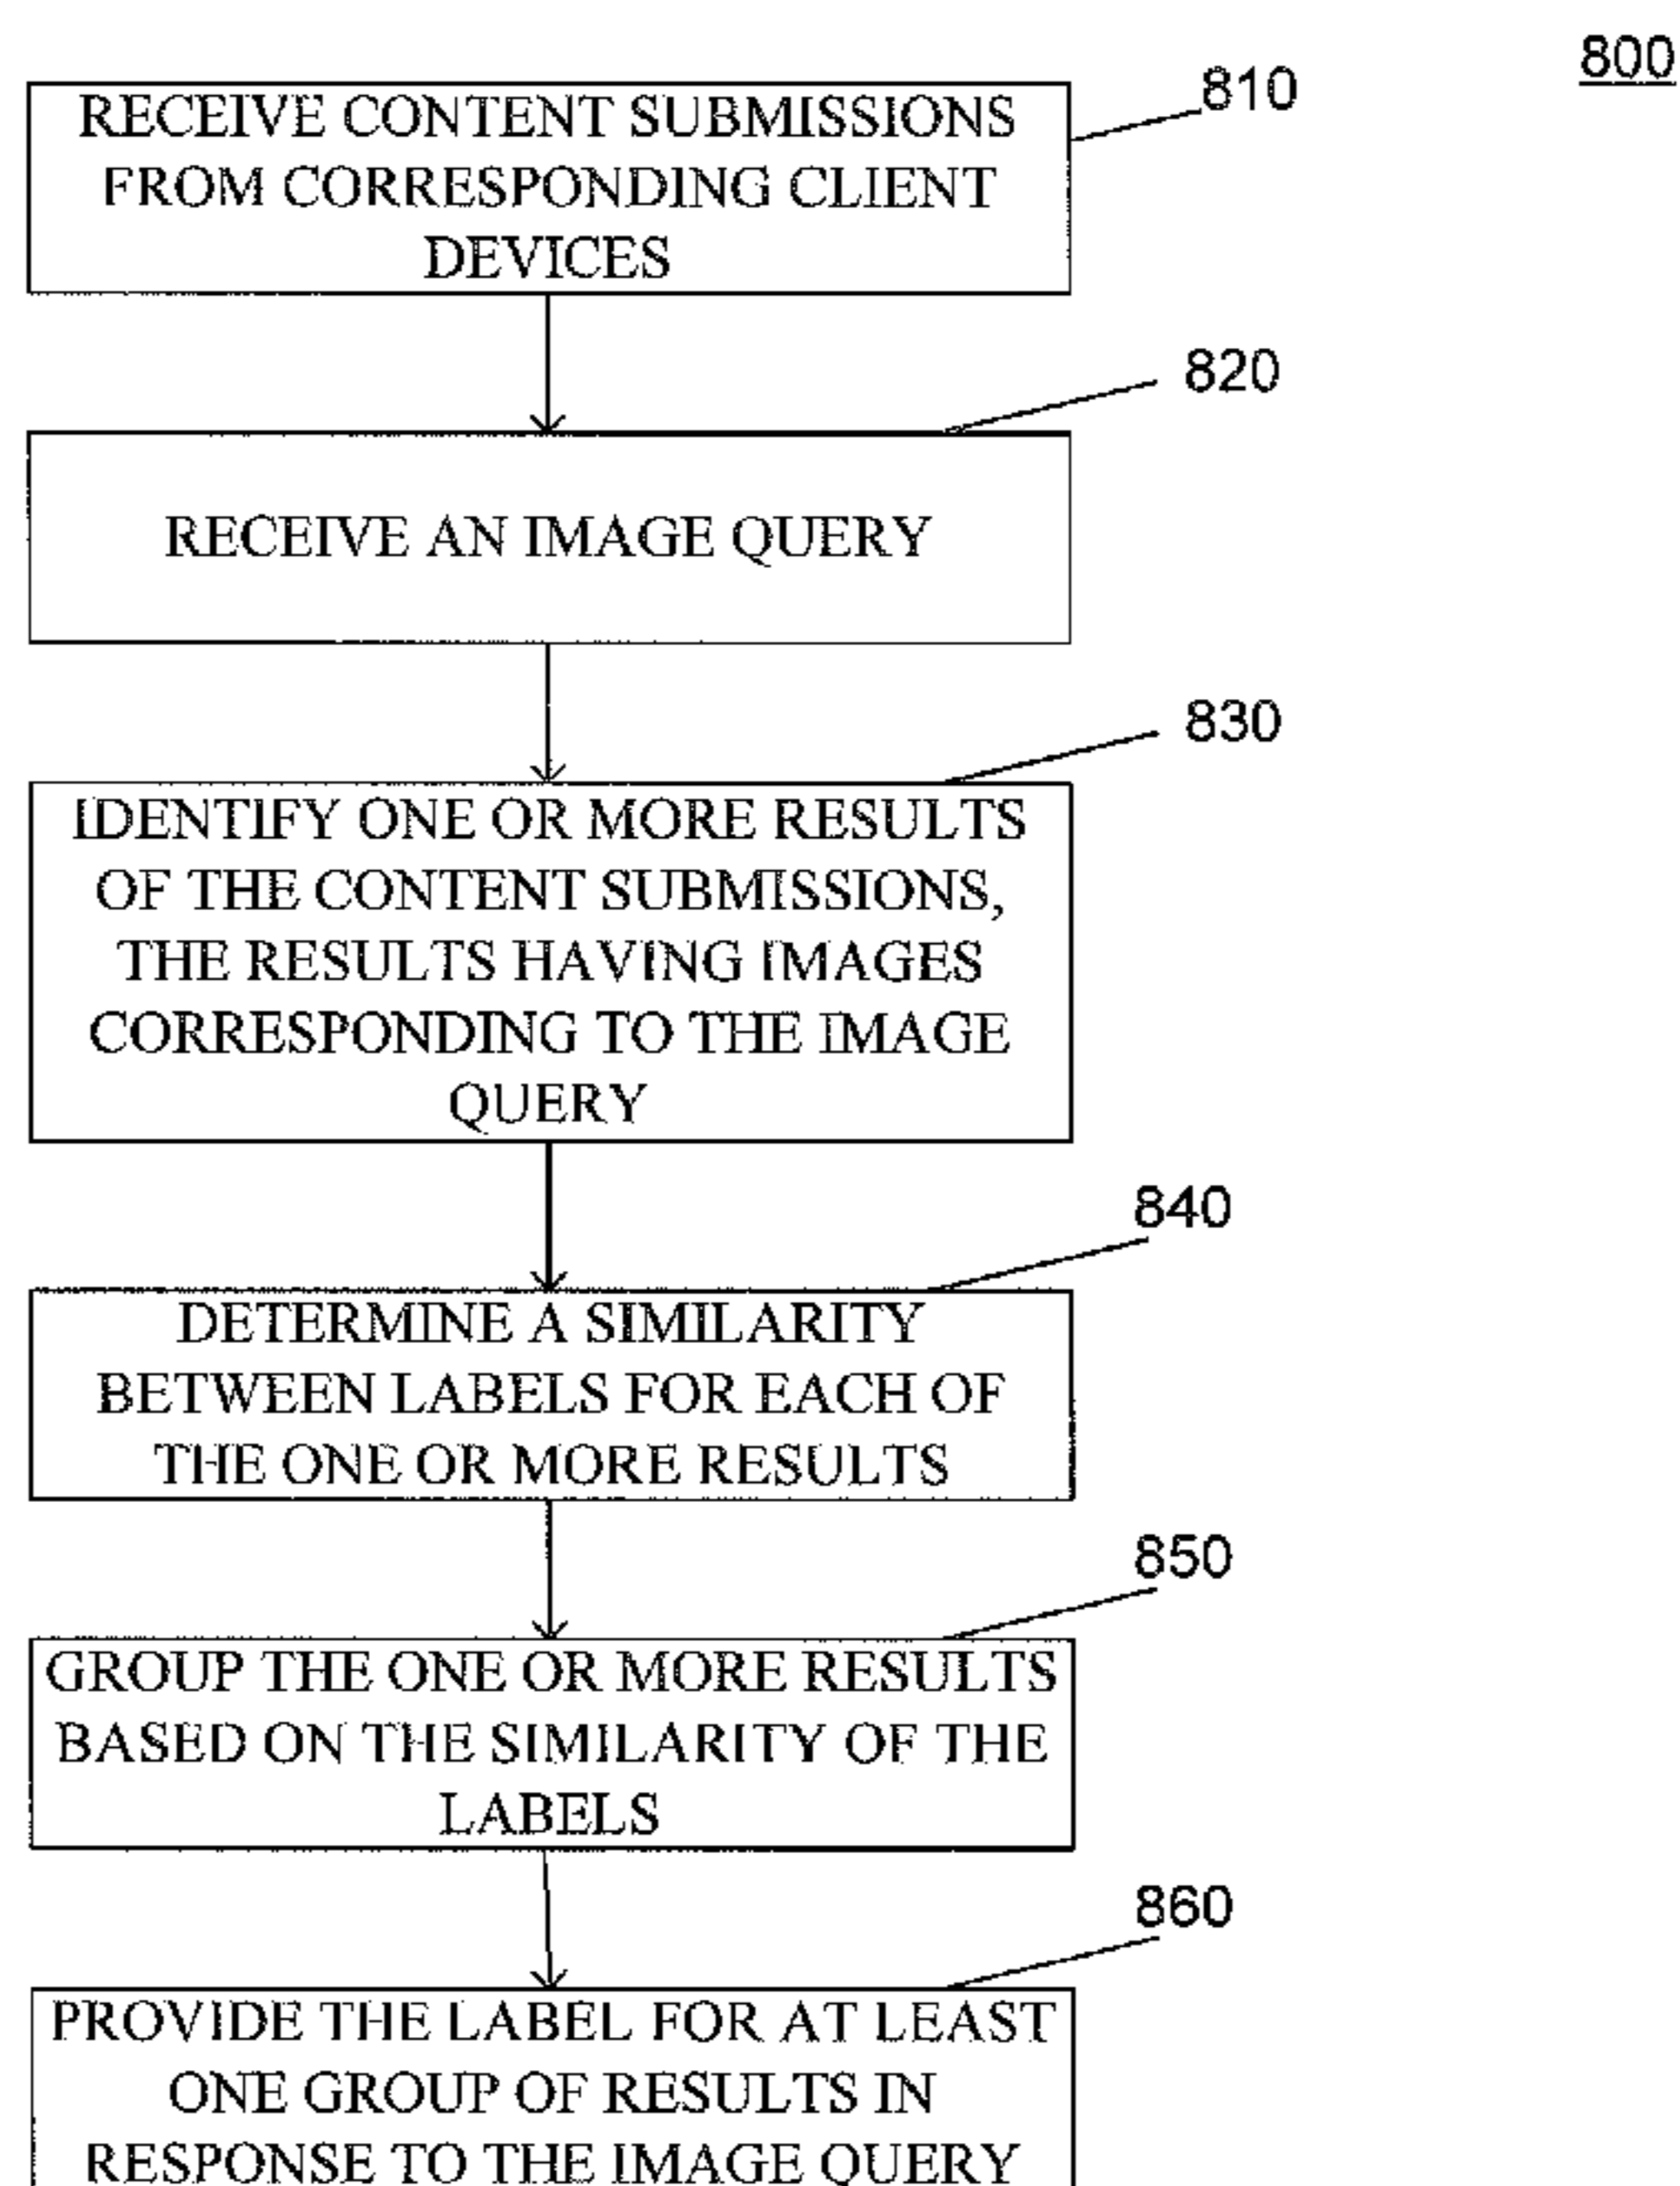 800
810
RECEIVE CONTENT SUBMISSIONS
FROM CORRESPONDING CLIENT
DEVICES
820
RECEIVE AN IMAGE QUERY
830
IDENTIFY ONE OR MORE RESULTS
OF THE CONTENT SUBMISSIONS,
THE RESULTS HAVING IMAGES
CORRESPONDING TO THE IMAGE
QUERY
840
DETERMINE A SIMILARITY
BETWEEN LABELS FOR EACH OF
THE ONE OR MORE RESULTS
850
GROUP THE ONE OR MORE RESULTS
BASED ON THE SIMILARITY OF THE
LABELS
860
PROVIDE THE LABEL FOR AT LEAST
ONE GROUP OF RESULTS IN
RESPONSE TO THE IMAGE QUERY